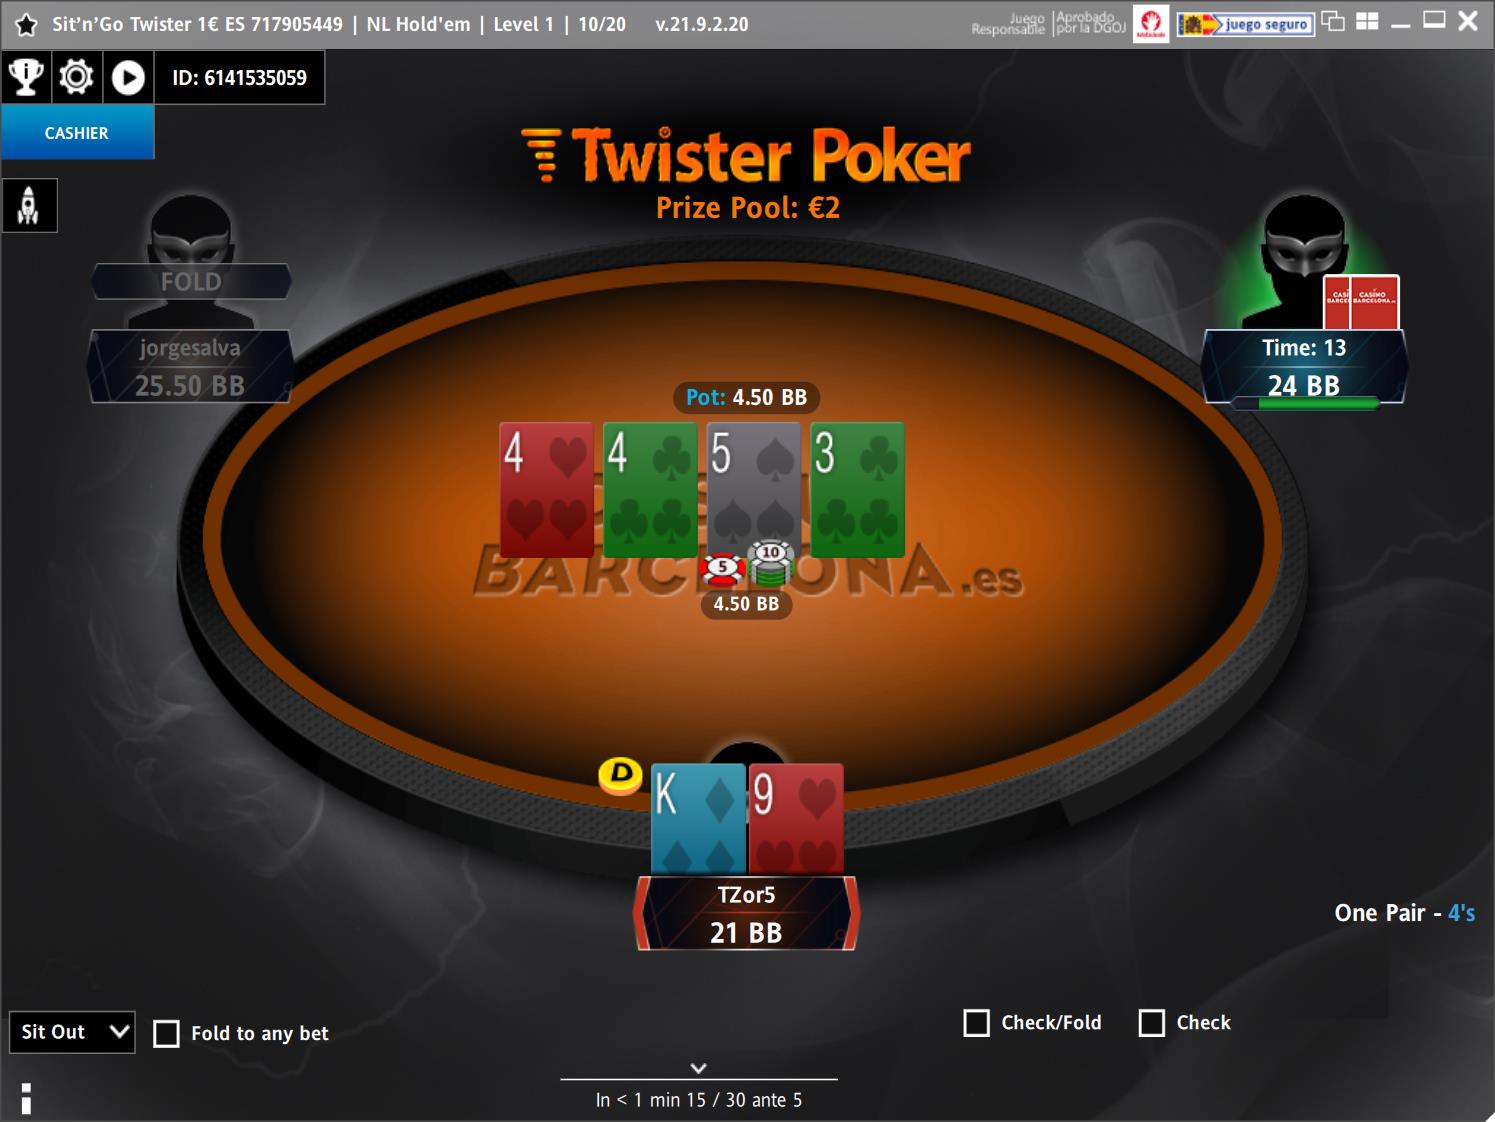 Sit’n’Go Twister 1€ ES 717905449 | NL Hold'em | Level 1 | 10/20 v.21.9.2.20
Juego Responsable
Aprobado por la DGOJ
juego seguro
ID: 6141535059
CASHIER
Twister Poker
Prize Pool: €2
FOLD
jorgesalva
25.50 BB
CASINO
BARCELONA.es
Time: 13
24 BB
Pot: 4.50 BB
4 4 5 3
BARCELONA.es
5 10
4.50 BB
D
K 9
TZor5
21 BB
One Pair - 4's
Sit Out
Fold to any bet
Check/Fold
Check
In < 1 min 15 / 30 ante 5